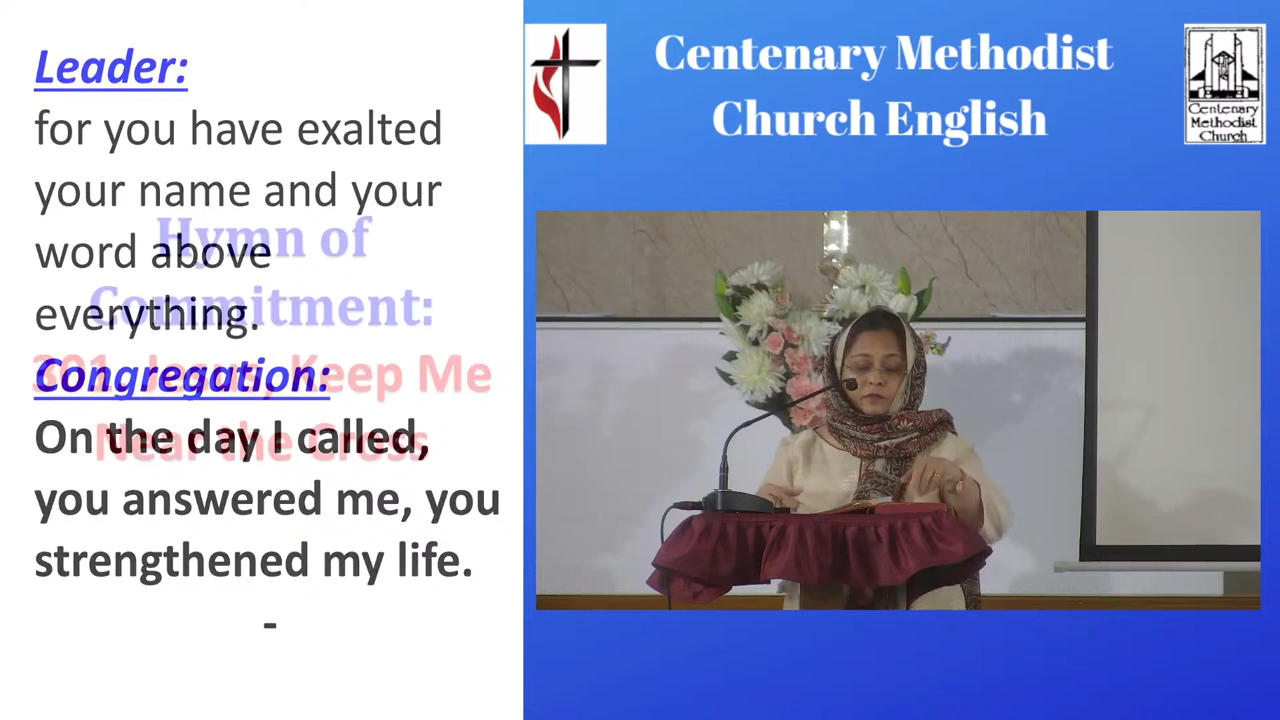 Leader:
for you have exalted
your name and your
word above
everything.
Congregation:
On the day I called,
you answered me, you
strengthened my life.
-
Hymn of
Commitment:
301 Jesus, Keep Me
Near the Cross
Centenary Methodist
Church English
Centenary
Methodist
Church